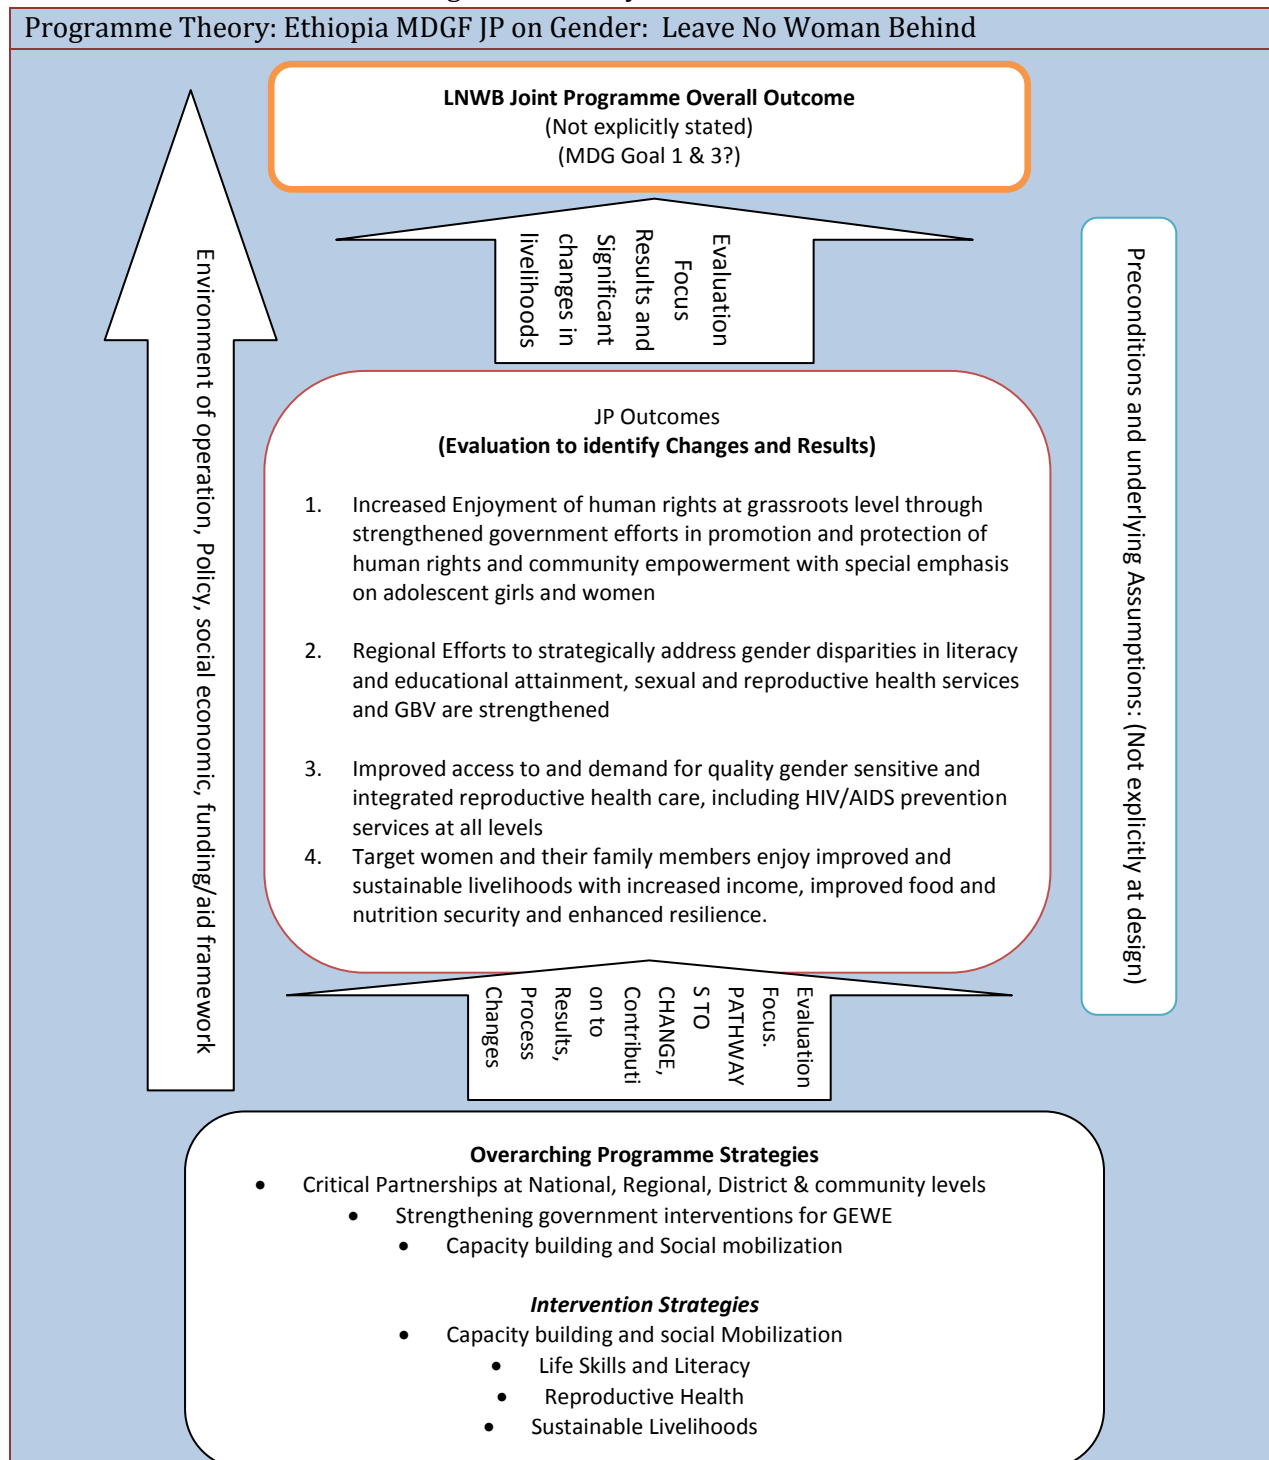 Programme Theory: Ethiopia MDGF JP on Gender:  Leave No Woman Behind
LNWB Joint Programme Overall Outcome
(Not explicitly stated)
(MDG Goal 1 & 3?)
Environment of operation, Policy, social economic, funding/aid framework
Evaluation
Focus
Results and
Significant
changes in
livelihoods
Preconditions and underlying Assumptions: (Not explicitly at design)
JP Outcomes
(Evaluation to identify Changes and Results)
1. Increased Enjoyment of human rights at grassroots level through
strengthened government efforts in promotion and protection of
human rights and community empowerment with special emphasis
on adolescent girls and women
2. Regional Efforts to strategically address gender disparities in literacy
and educational attainment, sexual and reproductive health services
and GBV are strengthened
3. Improved access to and demand for quality gender sensitive and
integrated reproductive health care, including HIV/AIDS prevention
services at all levels
4. Target women and their family members enjoy improved and
sustainable livelihoods with increased income, improved food and
nutrition security and enhanced resilience.
Evaluation
Focus.
PATHWAY
S TO
CHANGE,
Contributi
on to
Results,
Process
Changes
Overarching Programme Strategies
• Critical Partnerships at National, Regional, District & community levels
• Strengthening government interventions for GEWE
• Capacity building and Social mobilization
Intervention Strategies
• Capacity building and social Mobilization
• Life Skills and Literacy
• Reproductive Health
• Sustainable Livelihoods